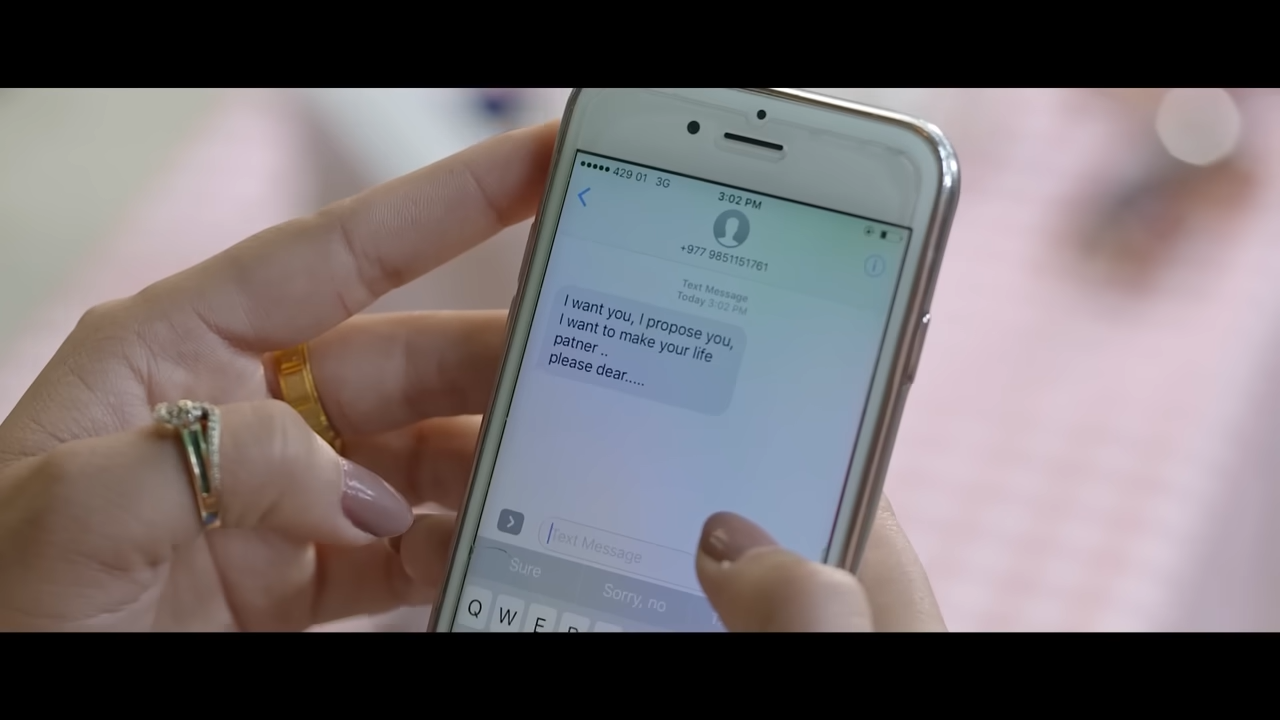 429 01 3G
3:02 PM
+977 9851151761
Text Message
Today 3:02 PM
I want you, I propose you,
I want to make your life
patner ..
please dear.....
Text Message
Sure
Sorry, no
Q W E